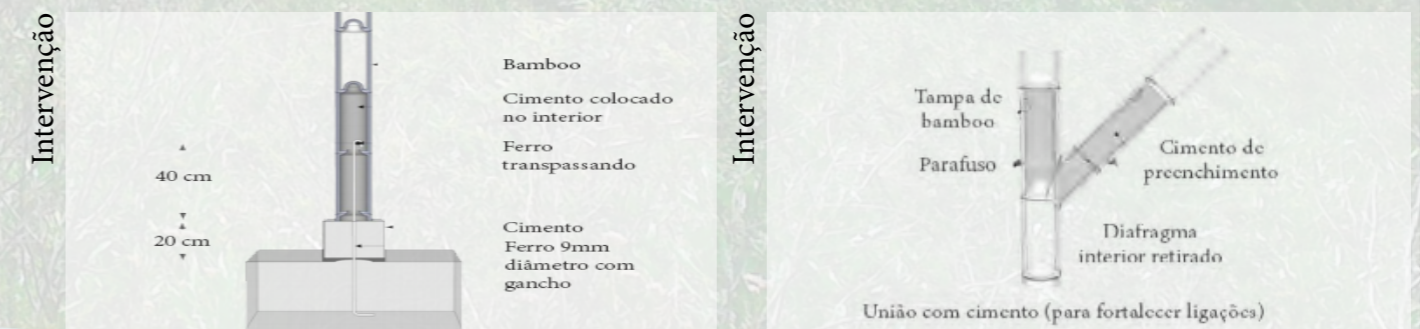 Intervenção
Bamboo
Cimento colocado
no interior
Ferro
transpassando
40 cm
20 cm
Cimento
Ferro 9mm
diâmetro com
gancho
Intervenção
Tampa de
bamboo
Parafuso
Cimento de
preenchimento
Diafragma
interior retirado
União com cimento (para fortalecer ligações)